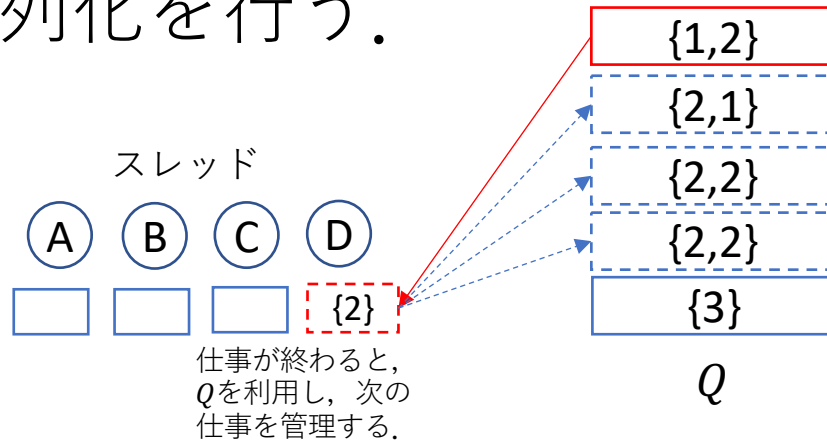 列化を行う.
スレッド
A B C D
{2}
仕事が終わると,
Qを利用し, 次の
仕事を管理する.
{1,2}
{2,1}
{2,2}
{2,2}
{3}
Q